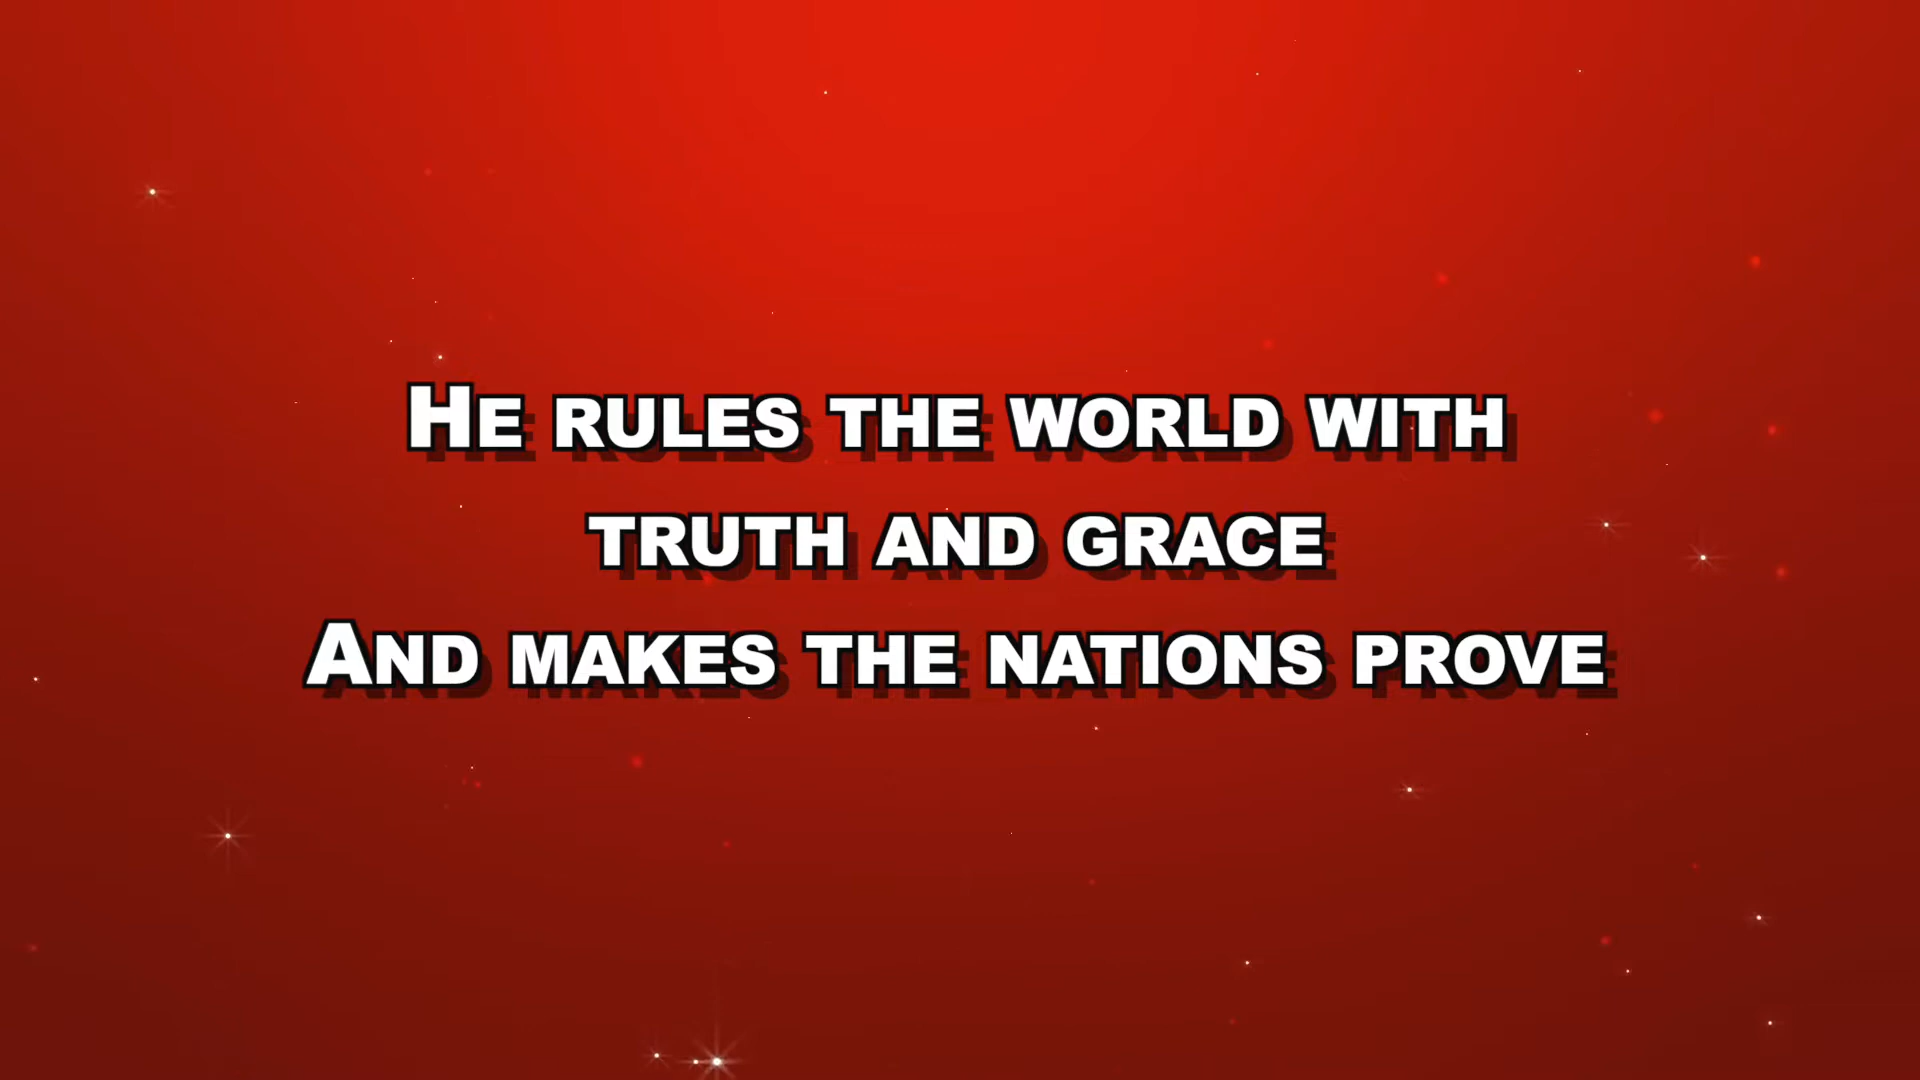 He rules the world with
truth and grace
And makes the nations prove